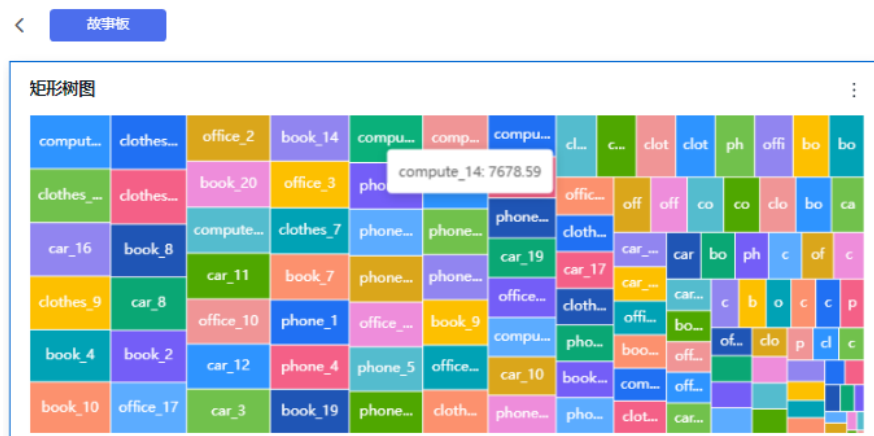 故事板
矩形树图
comput... clothes... office_2 book_14 compu... comp... compu... cl... c... clot clot ph offi bo bo
compute_14: 7678.59
clothes_... clothes... book_20 office_3 offic... off off co co clo bo ca
compute... clothes_7 phone... phone... phone... cloth...
car_16 book_8 car_... car bo ph c of c
car_11 book_7 phone... phone... car_19 car_17 car_...
clothes_9 car_8 office... cloth... car... c b o c c p
office_10 phone_1 office_... book_9 compu... pho... offi... bo...
book_4 book_2 car_12 phone_4 phone_5 office... car_10 book... boo... off... of... clo p cl c
com... off...
book_10 office_17 car_3 book_19 phone... cloth... phone... pho... clot... car...